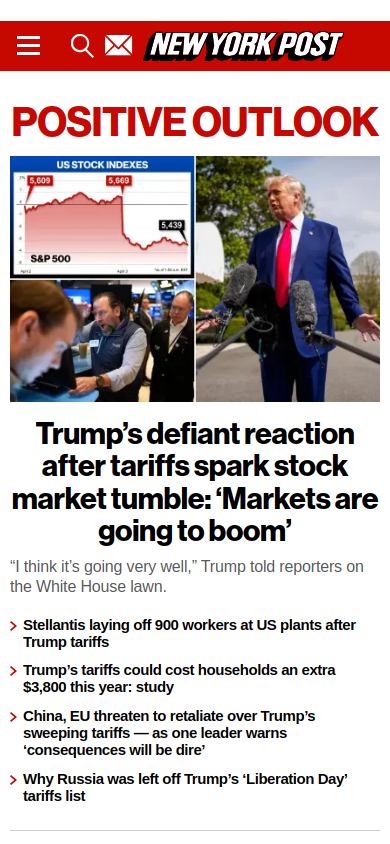 NEW YORK POST
POSITIVE OUTLOOK
US STOCK INDEXES
5,609
5,669
5,439
S&P 500
April 2
April 3
Trump’s defiant reaction
after tariffs spark stock
market tumble: ‘Markets are
going to boom’
“I think it’s going very well,” Trump told reporters on
the White House lawn.
Stellantis laying off 900 workers at US plants after
Trump tariffs
Trump’s tariffs could cost households an extra
$3,800 this year: study
China, EU threaten to retaliate over Trump’s
sweeping tariffs — as one leader warns
‘consequences will be dire’
Why Russia was left off Trump’s ‘Liberation Day’
tariffs list